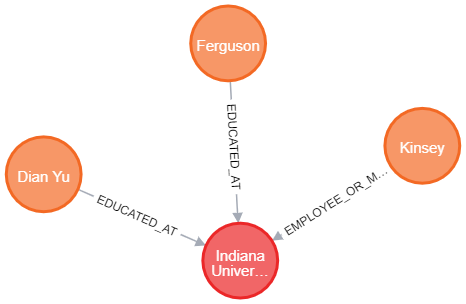 Ferguson
EDUCATED_AT
Kinsey
EMPLOYEE_OR_M...
Dian Yu
EDUCATED_AT
Indiana
Univer...